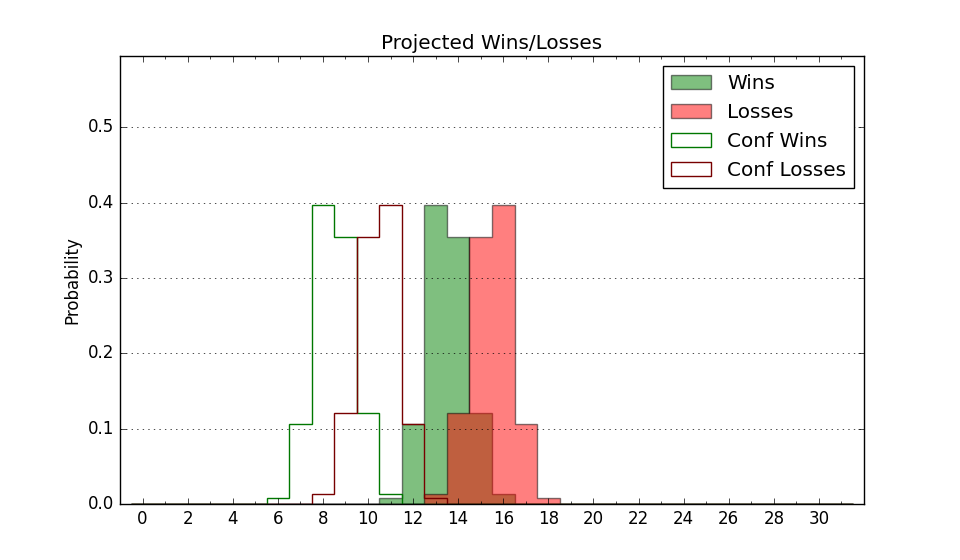 Projected Wins/Losses
Wins
Losses
Conf Wins
Conf Losses
Probability
0.5
0.4
0.3
0.2
0.1
0.0
0 2 4 6 8 10 12 14 16 18 20 22 24 26 28 30